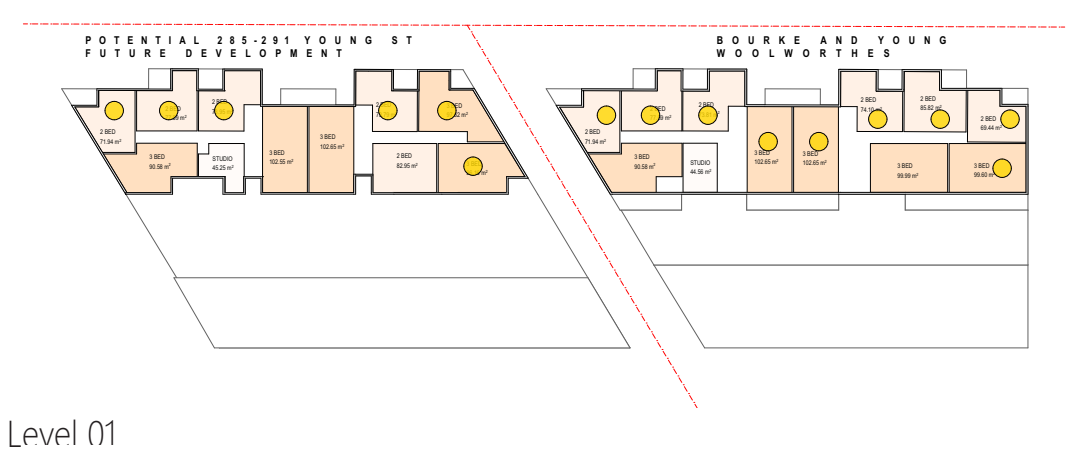 POTENTIAL 285-291 YOUNG ST
FUTURE DEVELOPMENT
BOURKE AND YOUNG
WOOLWORTHES
2 BED
71.94 m²
3 BED
90.58 m²
STUDIO
45.25 m²
3 BED
102.55 m²
3 BED
102.65 m²
2 BED
82.95 m²
2 BED
71.94 m²
3 BED
90.58 m²
STUDIO
44.56 m²
3 BED
102.65 m²
3 BED
102.65 m²
2 BED
74.10 m²
2 BED
85.82 m²
2 BED
69.44 m²
3 BED
99.99 m²
3 BED
99.60 m²
Level 01